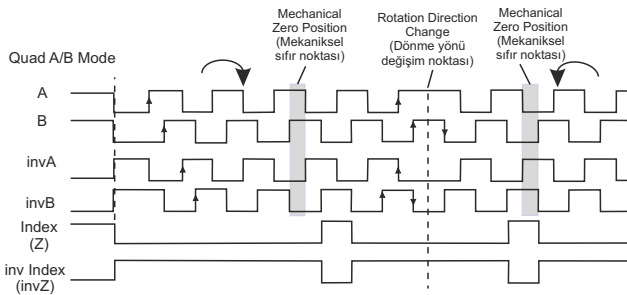 Mechanical
Zero Position
(Mekaniksel
sıfır noktası)
Rotation Direction
Change
(Dönme yönü
değişim noktası)
Mechanical
Zero Position
(Mekaniksel
sıfır noktası)
Quad A/B Mode
A
B
invA
invB
Index
(Z)
inv Index
(invZ)